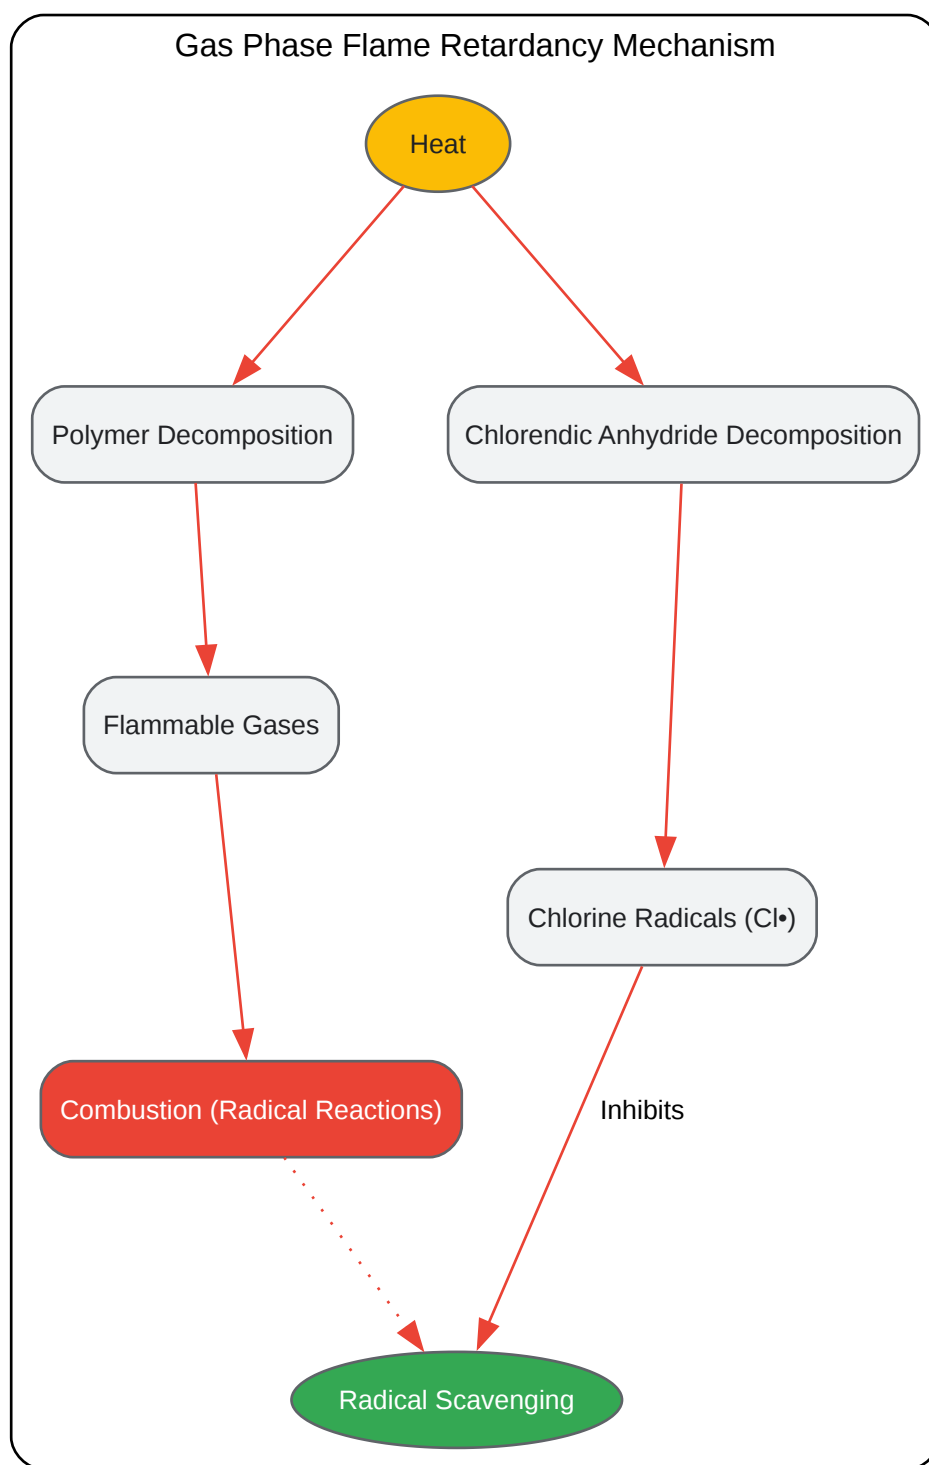 Gas Phase Flame Retardancy Mechanism
Heat
Polymer Decomposition
Chlorendic Anhydride Decomposition
Flammable Gases
Chlorine Radicals (Cl•)
Combustion (Radical Reactions)
Inhibits
Radical Scavenging